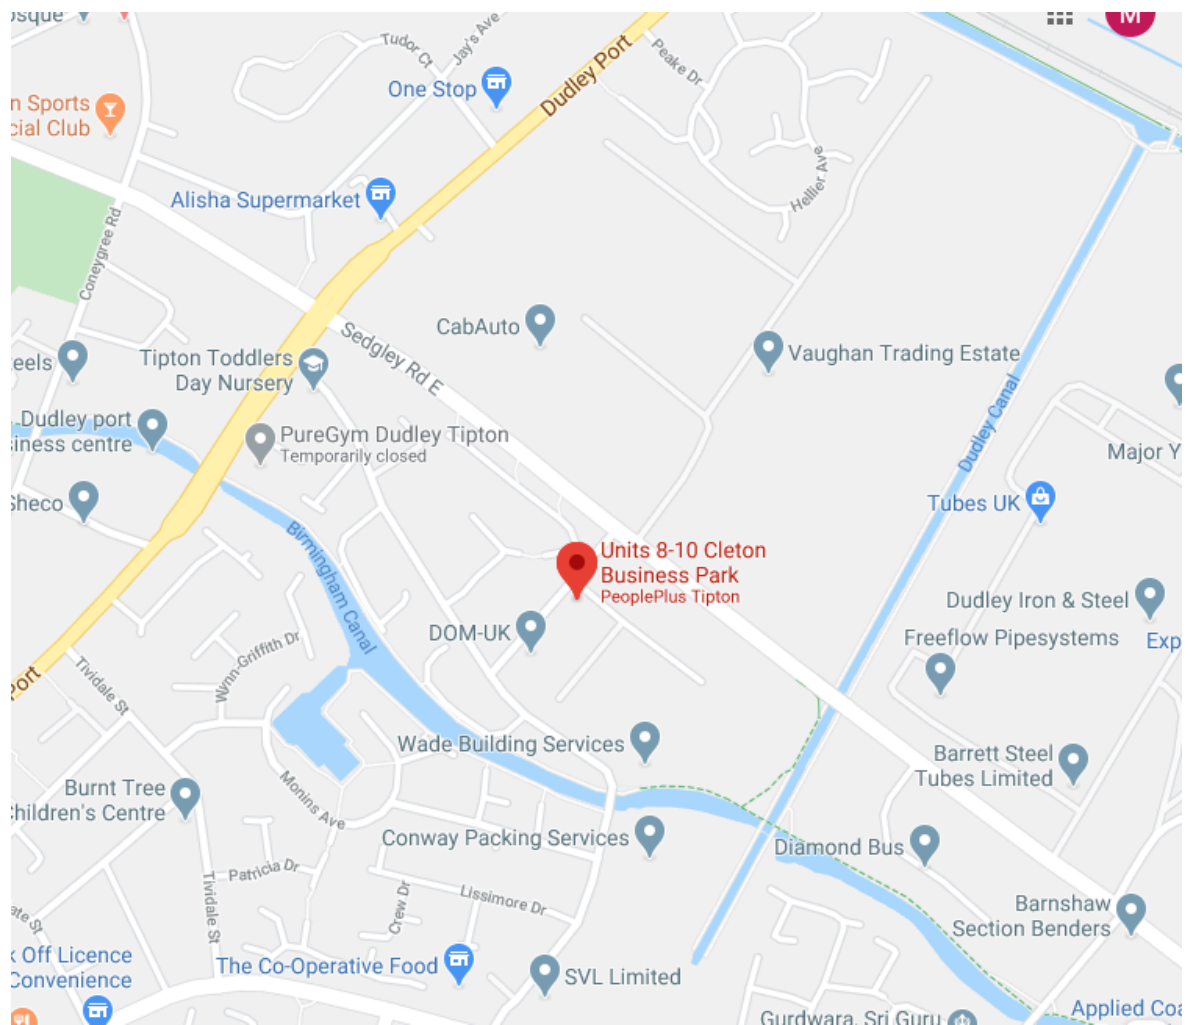 osque
M
Tudor Ct
Jay's Ave
Peake Dr
Dudley Port
One Stop
n Sports
cial Club
Hellier Ave
Alisha Supermarket
Coneygree Rd
CabAuto
Sedgley Rd E
Vaughan Trading Estate
Tipton Toddlers
Day Nursery
eels
Dudley port
siness centre
PureGym Dudley Tipton
Temporarily closed
Dudley Canal
Major Y
Sheco
Tubes UK
Birmingham Canal
Units 8-10 Cleton
Business Park
PeoplePlus Tipton
Dudley Iron & Steel
DOM-UK
Freeflow Pipesystems
Exp
Wynn-Griffith Dr
Port
Tividale St
Wade Building Services
Barrett Steel
Tubes Limited
Burnt Tree
Children's Centre
Monins Ave
Conway Packing Services
Diamond Bus
Patricia Dr
Tividale St
Crew Dr
Lissimore Dr
Barnshaw
Section Benders
ate St
k Off Licence
Convenience
The Co-Operative Food
SVL Limited
Applied Coa
Gurdwara, Sri Guru